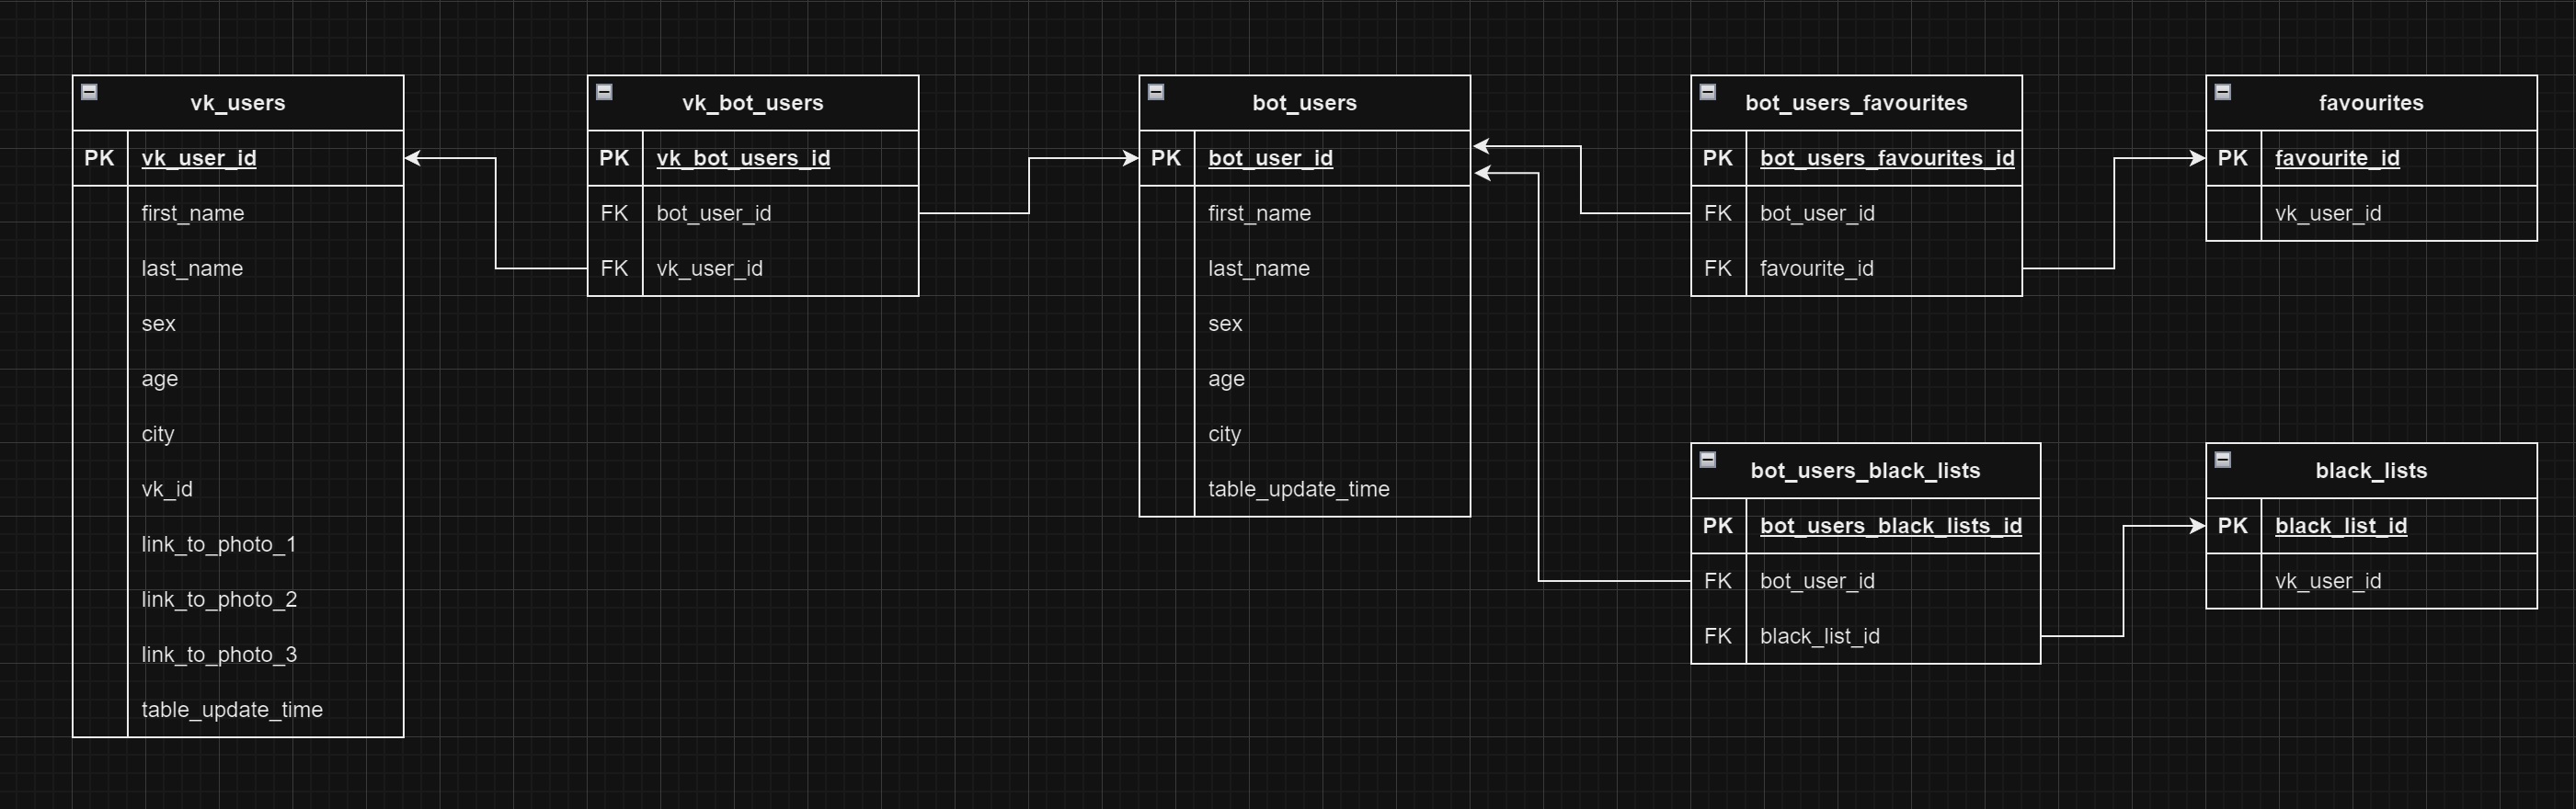 vk_users
PK vk_user_id
first_name
last_name
sex
age
city
vk_id
link_to_photo_1
link_to_photo_2
link_to_photo_3
table_update_time
vk_bot_users
PK vk_bot_users_id
FK bot_user_id
FK vk_user_id
bot_users
PK bot_user_id
first_name
last_name
sex
age
city
table_update_time
bot_users_favourites
PK bot_users_favourites_id
FK bot_user_id
FK favourite_id
favourites
PK favourite_id
vk_user_id
bot_users_black_lists
PK bot_users_black_lists_id
FK bot_user_id
FK black_list_id
black_lists
PK black_list_id
vk_user_id